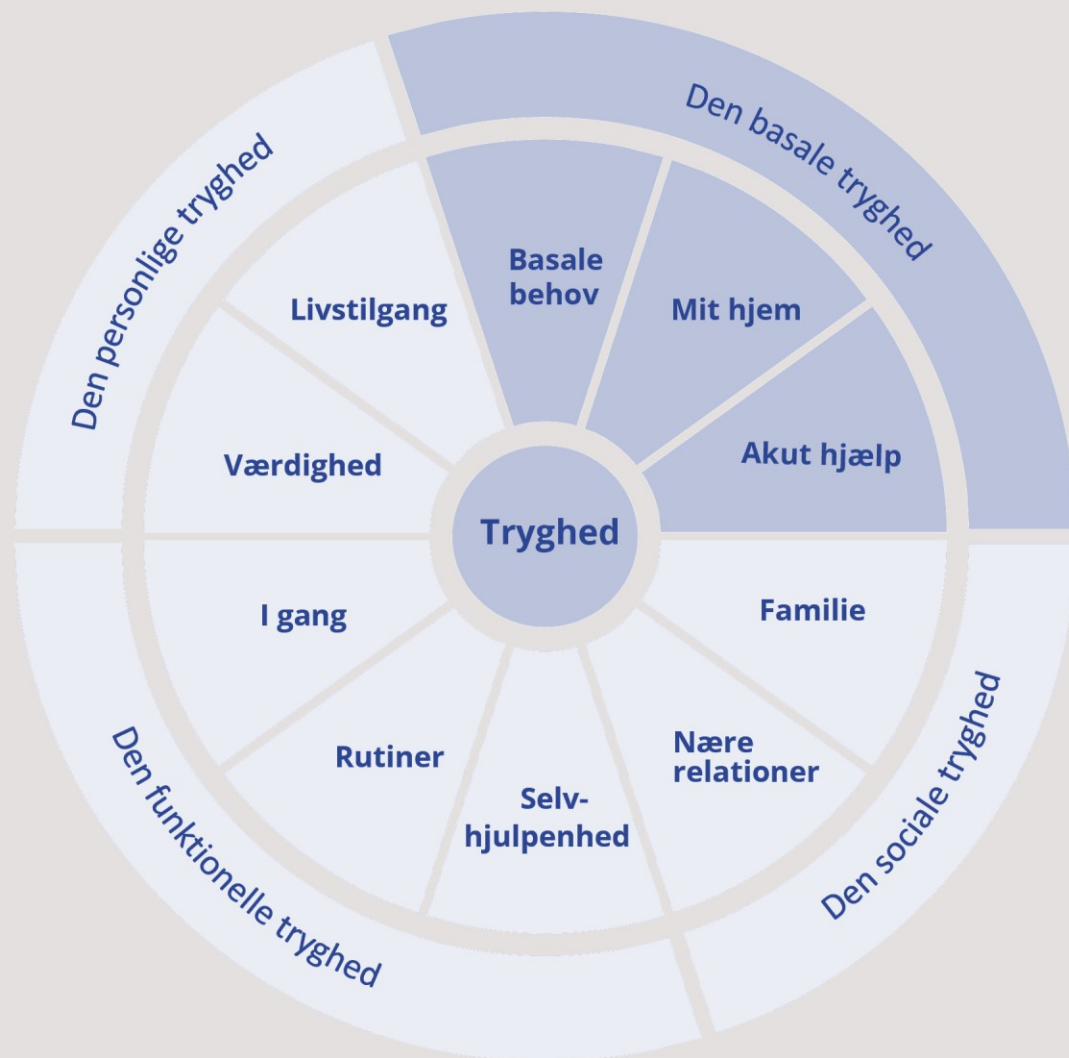 Den basale tryghed
Basale
behov
Mit hjem
Akut hjælp
Den sociale tryghed
Familie
Nære
relationer
Den funktionelle tryghed
Selv-
hjulpenhed
Rutiner
I gang
Den personlige tryghed
Værdighed
Livstilgang
Tryghed